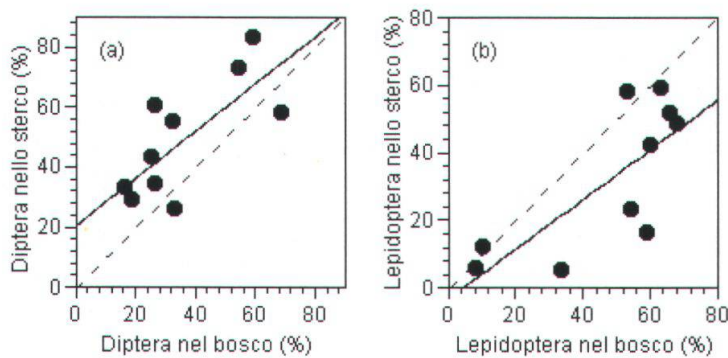 (a)
Diptera nello sterco (%)
80
60
40
20
0
0 20 40 60 80
Diptera nel bosco (%)
(b)
Lepidoptera nello sterco (%)
80
60
40
20
0
0 20 40 60 80
Lepidoptera nel bosco (%)